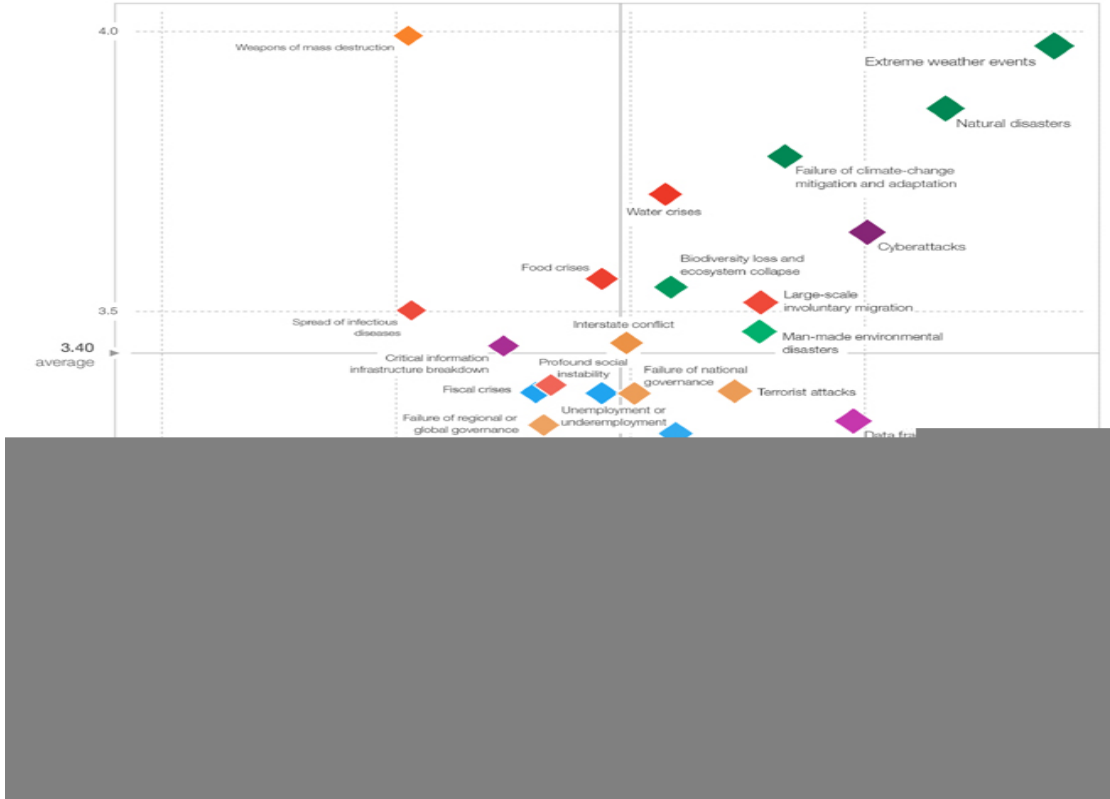 4.0
Weapons of mass destruction
Extreme weather events
Natural disasters
Failure of climate-change
mitigation and adaptation
Water crises
Cyberattacks
Biodiversity loss and
ecosystem collapse
Food crises
Large-scale
involuntary migration
3.5
Spread of infectious
diseases
Interstate conflict
Man-made environmental
disasters
3.40
average
Critical information
infrastructure breakdown
Profound social
instability
Failure of national
governance
Fiscal crises
Terrorist attacks
Unemployment or
underemployment
Failure of regional or
global governance
Data